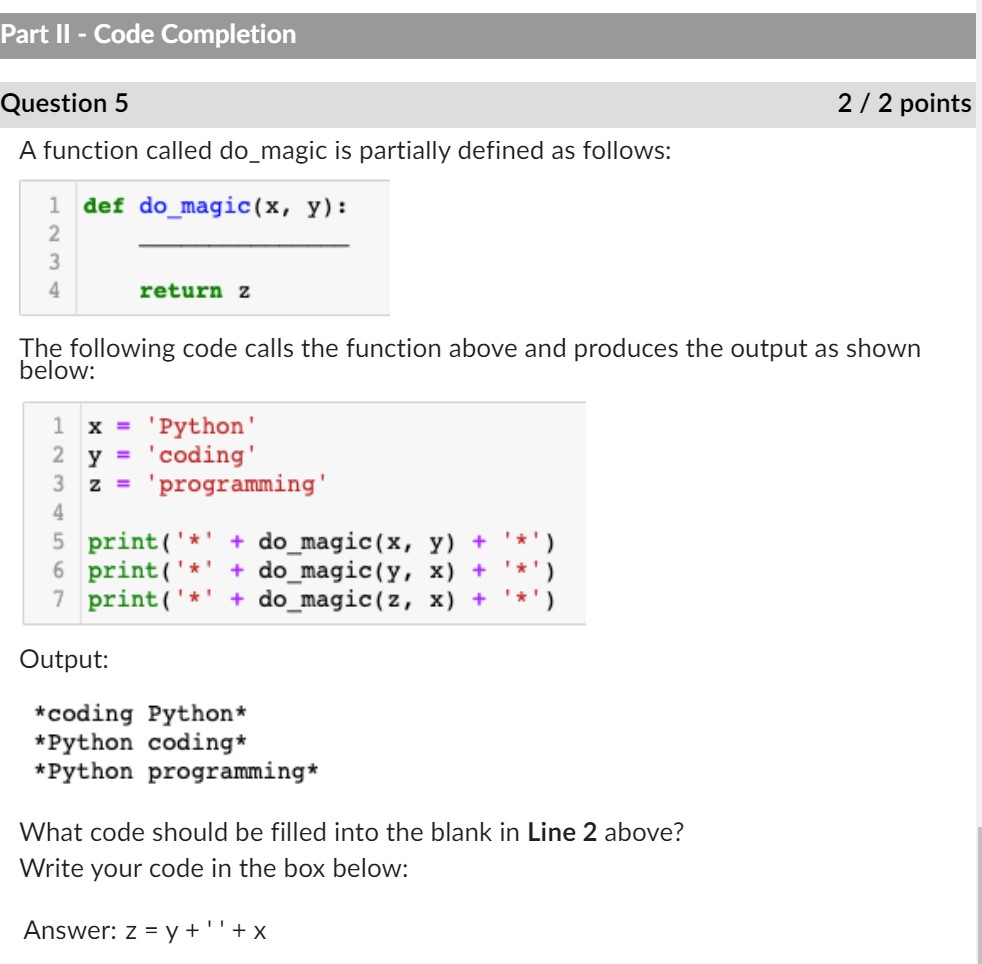 Part II - Code Completion
Question 5 2 / 2 points
A function called do_magic is partially defined as follows:
1 def do_magic(x, y):
2 _______________
3
4 return z
The following code calls the function above and produces the output as shown
below:
1 x = 'Python'
2 y = 'coding'
3 z = 'programming'
4
5 print('*' + do_magic(x, y) + '*')
6 print('*' + do_magic(y, x) + '*')
7 print('*' + do_magic(z, x) + '*')
Output:
*coding Python*
*Python coding*
*Python programming*
What code should be filled into the blank in Line 2 above?
Write your code in the box below:
Answer: z = y + ' ' + x